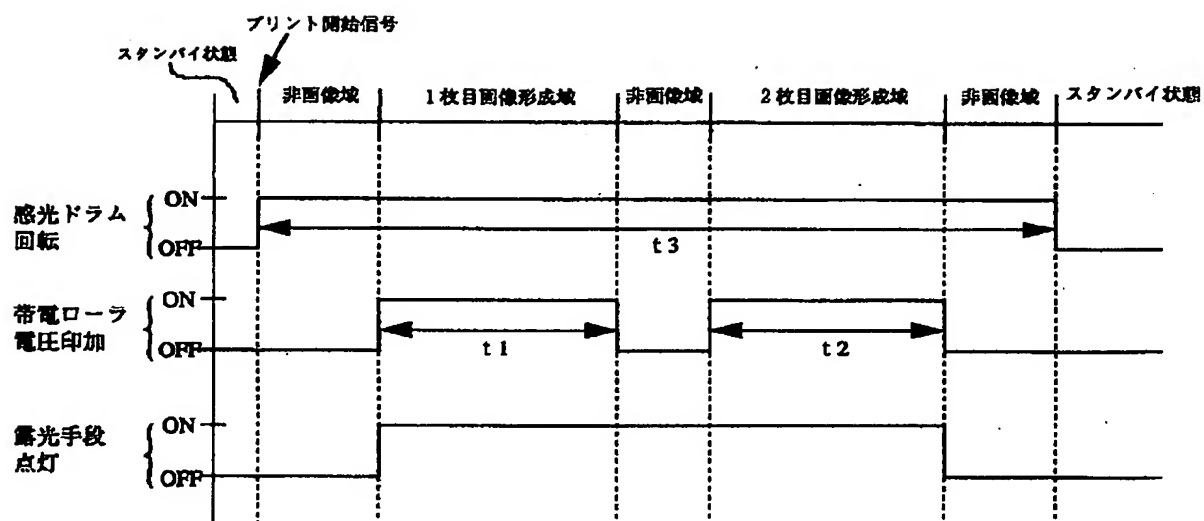 プリント開始信号
スタンバイ状態
非画像域 1枚目画像形成域 非画像域 2枚目画像形成域 非画像域 スタンバイ状態
ON
感光ドラム
回転
OFF
t3
ON
帯電ローラ
電圧印加
OFF
t1 t2
ON
露光手段
点灯
OFF